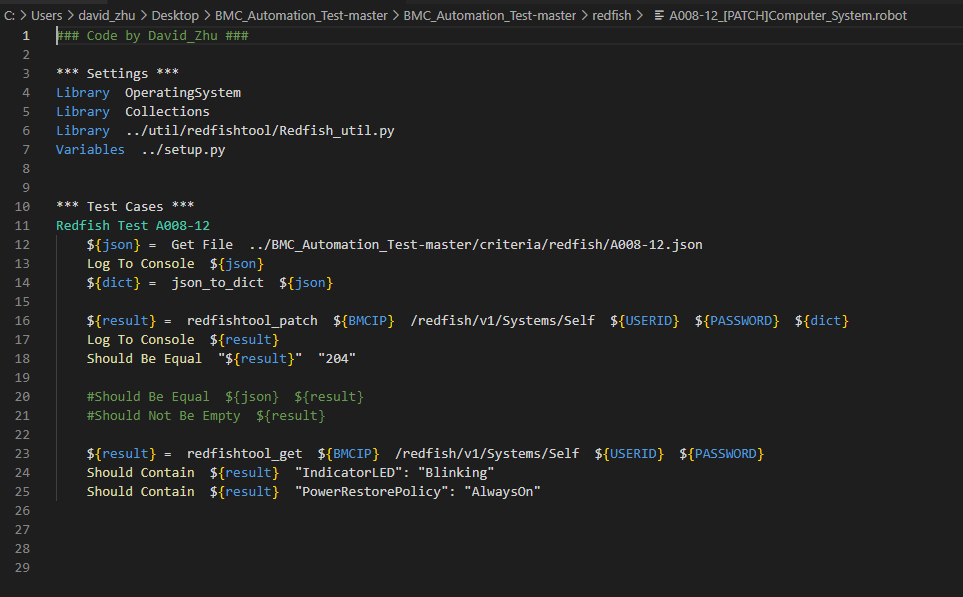 C: > Users > david_zhu > Desktop > BMC_Automation_Test-master > BMC_Automation_Test-master > redfish > A008-12_[PATCH]Computer_System.robot
1 ### Code by David_Zhu ###
2
3 *** Settings ***
4 Library  OperatingSystem
5 Library  Collections
6 Library  ../util/redfishtool/Redfish_util.py
7 Variables  ../setup.py
8
9
10 *** Test Cases ***
11 Redfish Test A008-12
12     ${json} =  Get File  ../BMC_Automation_Test-master/criteria/redfish/A008-12.json
13     Log To Console  ${json}
14     ${dict} =  json_to_dict  ${json}
15
16     ${result} =  redfishtool_patch  ${BMCIP}  /redfish/v1/Systems/Self  ${USERID}  ${PASSWORD}  ${dict}
17     Log To Console  ${result}
18     Should Be Equal  "${result}"  "204"
19
20     #Should Be Equal  ${json}  ${result}
21     #Should Not Be Empty  ${result}
22
23     ${result} =  redfishtool_get  ${BMCIP}  /redfish/v1/Systems/Self  ${USERID}  ${PASSWORD}
24     Should Contain  ${result}  "IndicatorLED": "Blinking"
25     Should Contain  ${result}  "PowerRestorePolicy": "AlwaysOn"
26
27
28
29